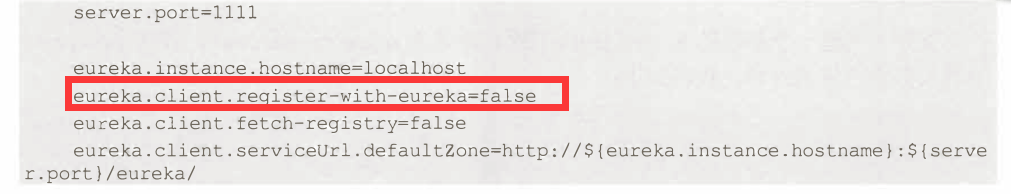 server.port=1111
eureka.instance.hostname=localhost
eureka.client.register-with-eureka=false
eureka.client.fetch-registry=false
eureka.client.serviceUrl.defaultZone=http://${eureka.instance.hostname}:${serve
r.port}/eureka/